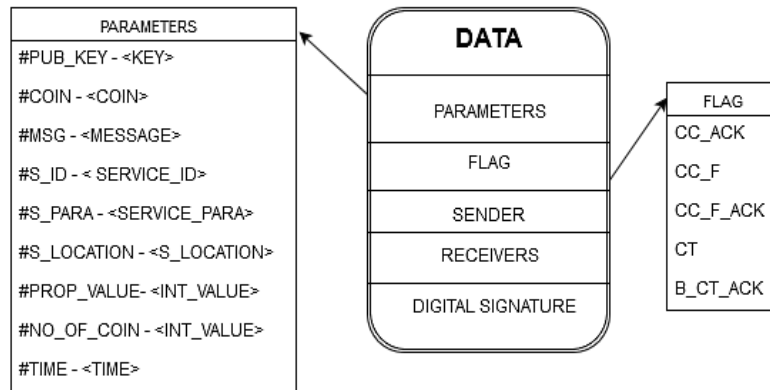 PARAMETERS
#PUB_KEY - <KEY>
#COIN - <COIN>
#MSG - <MESSAGE>
#S_ID - < SERVICE_ID>
#S_PARA - <SERVICE_PARA>
#S_LOCATION - <S_LOCATION>
#PROP_VALUE- <INT_VALUE>
#NO_OF_COIN - <INT_VALUE>
#TIME - <TIME>
DATA
PARAMETERS
FLAG
SENDER
RECEIVERS
DIGITAL SIGNATURE
FLAG
CC_ACK
CC_F
CC_F_ACK
CT
B_CT_ACK